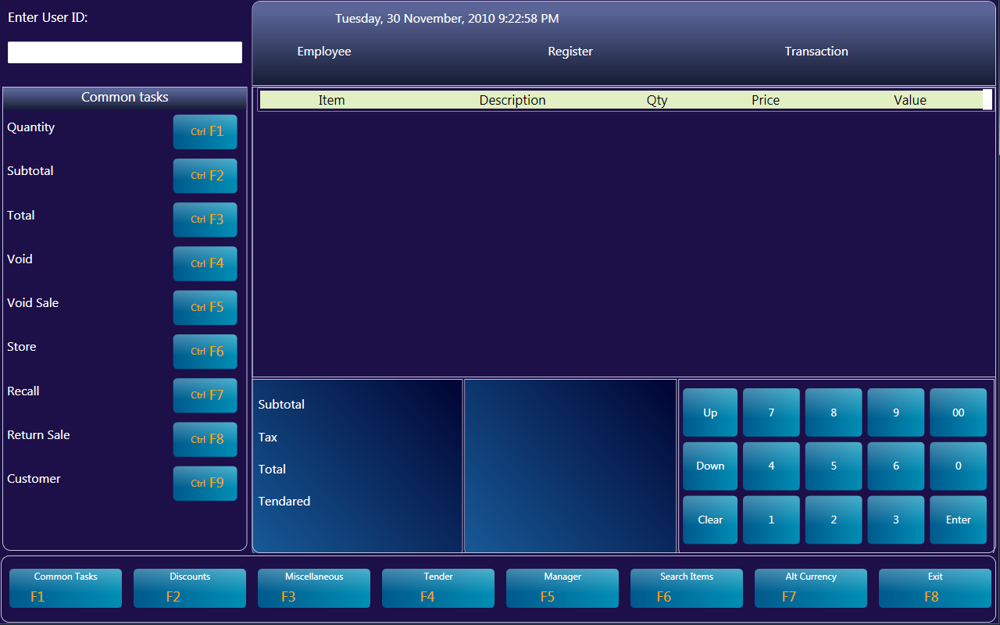 Enter User ID:
Tuesday, 30 November, 2010 9:22:58 PM
Employee Register Transaction
Common tasks
Quantity Ctrl F1
Subtotal Ctrl F2
Total Ctrl F3
Void Ctrl F4
Void Sale Ctrl F5
Store Ctrl F6
Recall Ctrl F7
Return Sale Ctrl F8
Customer Ctrl F9
Item Description Qty Price Value
Subtotal
Tax
Total
Tendared
Up 7 8 9 00
Down 4 5 6 0
Clear 1 2 3 Enter
Common Tasks Discounts Miscellaneous Tender Manager Search Items Alt Currency Exit
F1 F2 F3 F4 F5 F6 F7 F8